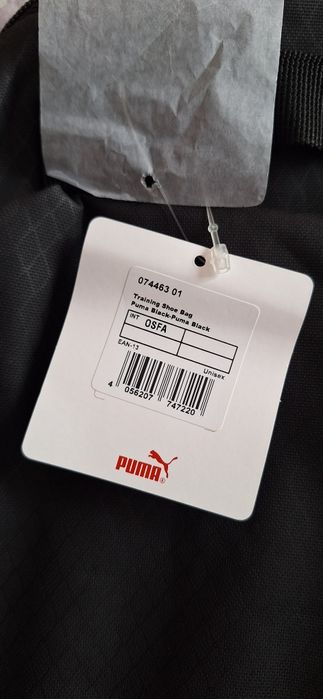 074463 01
Training Shoe Bag
Puma Black-Puma Black
INT OSFA
EAN-13
Unisex
4 056207 747220
PUMA®